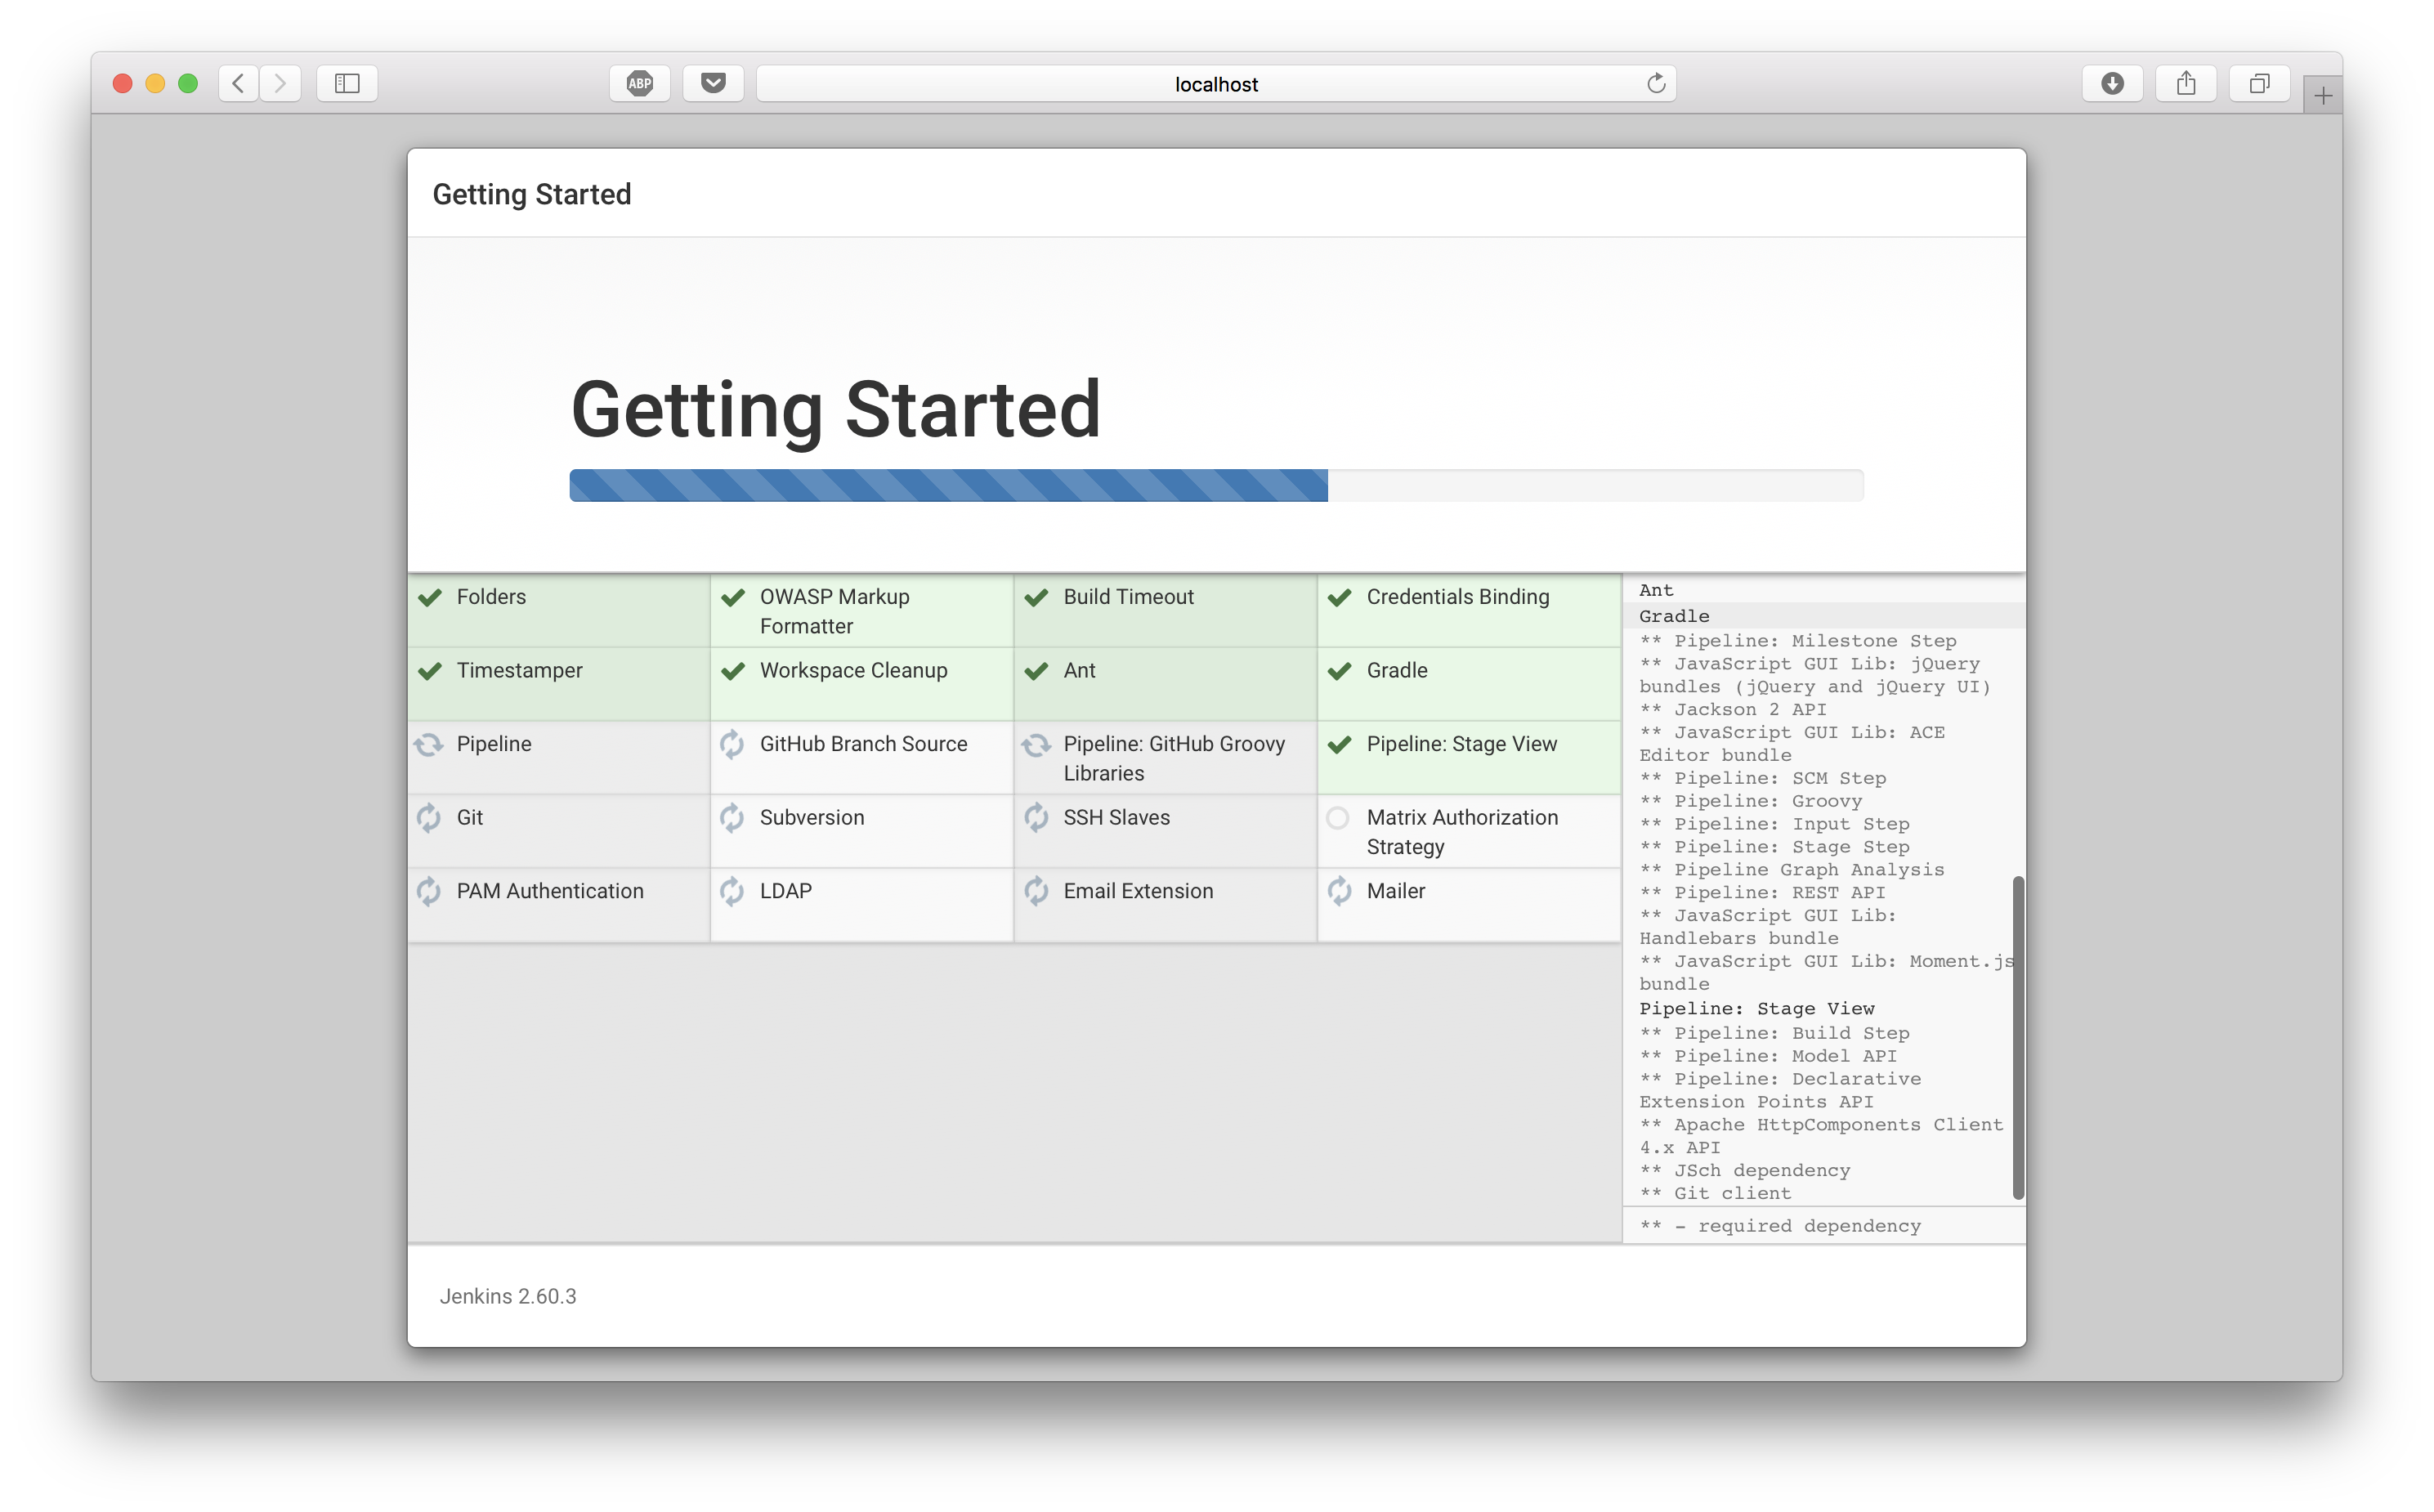 ABP
localhost
Getting Started
Getting Started
Folders
OWASP Markup
Formatter
Build Timeout
Credentials Binding
Timestamper
Workspace Cleanup
Ant
Gradle
Pipeline
GitHub Branch Source
Pipeline: GitHub Groovy
Libraries
Pipeline: Stage View
Git
Subversion
SSH Slaves
Matrix Authorization
Strategy
PAM Authentication
LDAP
Email Extension
Mailer
Ant
Gradle
** Pipeline: Milestone Step
** JavaScript GUI Lib: jQuery
bundles (jQuery and jQuery UI)
** Jackson 2 API
** JavaScript GUI Lib: ACE
Editor bundle
** Pipeline: SCM Step
** Pipeline: Groovy
** Pipeline: Input Step
** Pipeline: Stage Step
** Pipeline Graph Analysis
** Pipeline: REST API
** JavaScript GUI Lib:
Handlebars bundle
** JavaScript GUI Lib: Moment.js
bundle
Pipeline: Stage View
** Pipeline: Build Step
** Pipeline: Model API
** Pipeline: Declarative
Extension Points API
** Apache HttpComponents Client
4.x API
** JSch dependency
** Git client
** - required dependency
Jenkins 2.60.3